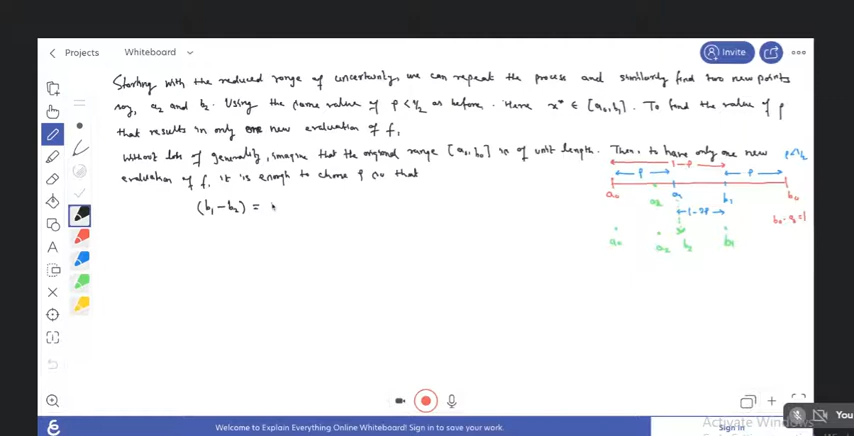 Projects
Whiteboard
Invite
Starting with the reduced range of uncertainty, we can repeat the process and similarly find two new points
say, a₂ and b₂. Using the same value of ρ < 1/2 as before. Here x* ∈ [a₀, b₁]. To find the value of ρ
that results in only one new evaluation of f.
Without loss of generality, imagine that the original range [a₀, b₀] is of unit length. Then, to have only one new
evaluation of f, it is enough to choose ρ so that
ρ < 1/2
1-ρ
ρ ρ
a₂
a₀ a₁ b₁ b₀
(b₁ - b₂) =
1-2ρ
b₀ - a₀ = 1
a₀ a₂ b₂ b₁
Welcome to Explain Everything Online Whiteboard! Sign in to save your work.
Sign in
Activate Windows
You